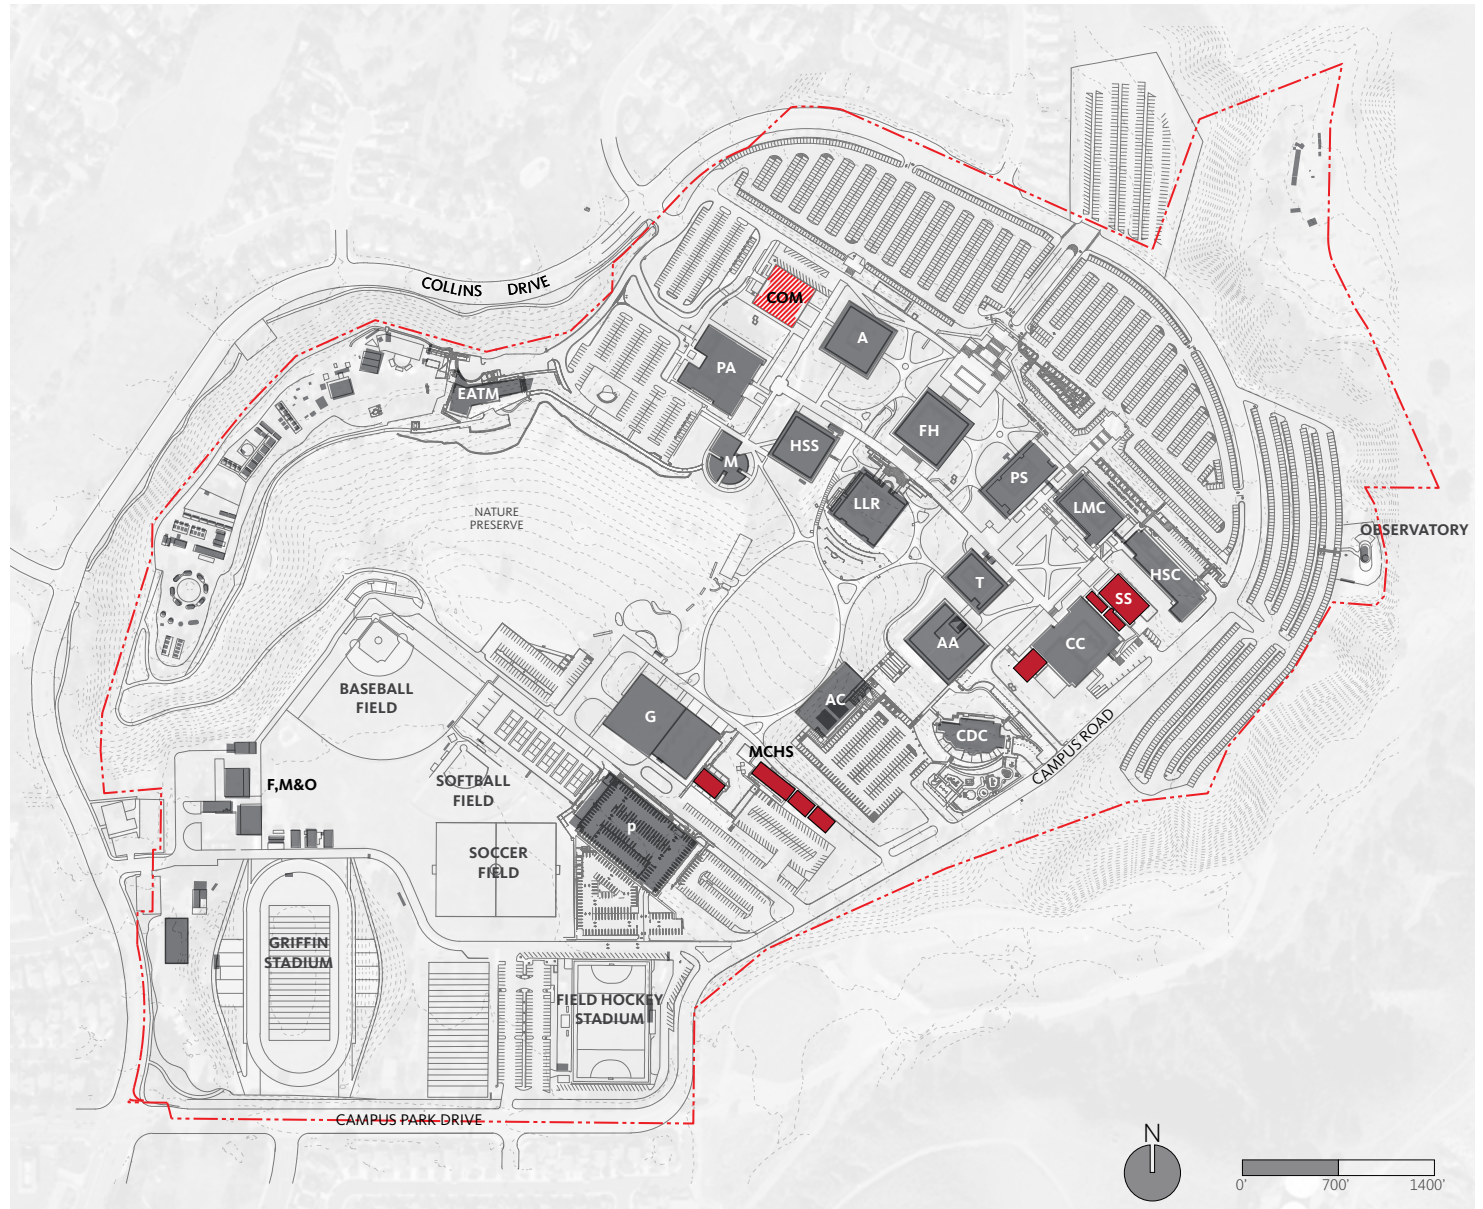 COLLINS DRIVE
COM
A
PA
EATM
FH
HSS
M
PS
LLR
LMC
NATURE
PRESERVE
OBSERVATORY
HSC
T
SS
AA
CC
BASEBALL
FIELD
AC
G
CDC
CAMPUS ROAD
MCHS
F,M&O
SOFTBALL
FIELD
P
SOCCER
FIELD
GRIFFIN
STADIUM
FIELD HOCKEY
STADIUM
CAMPUS PARK DRIVE
N
0' 700' 1400'